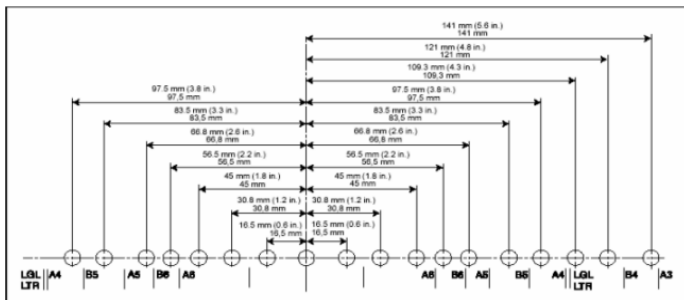 141 mm (5.6 in.)
141 mm
121 mm (4.8 in.)
121 mm
109.3 mm (4.3 in.)
109,3 mm
97.5 mm (3.8 in.) 97.5 mm (3.8 in.)
97,5 mm 97,5 mm
83.5 mm (3.3 in.) 83.5 mm (3.3 in.)
83,5 mm 83,5 mm
66.8 mm (2.6 in.) 66.8 mm (2.6 in.)
66,8 mm 66,8 mm
56.5 mm (2.2 in.) 56.5 mm (2.2 in.)
56,5 mm 56,5 mm
45 mm (1.8 in.) 45 mm (1.8 in.)
45 mm 45 mm
30.8 mm (1.2 in.) 30.8 mm (1.2 in.)
30,8 mm 30,8 mm
16.5 mm (0.6 in.) 16.5 mm (0.6 in.)
16,5 mm 16,5 mm
LGL A4 B5 A5 B6 A6 A6 B6 A5 B5 A4 LGL B4 A3
LTR LTR